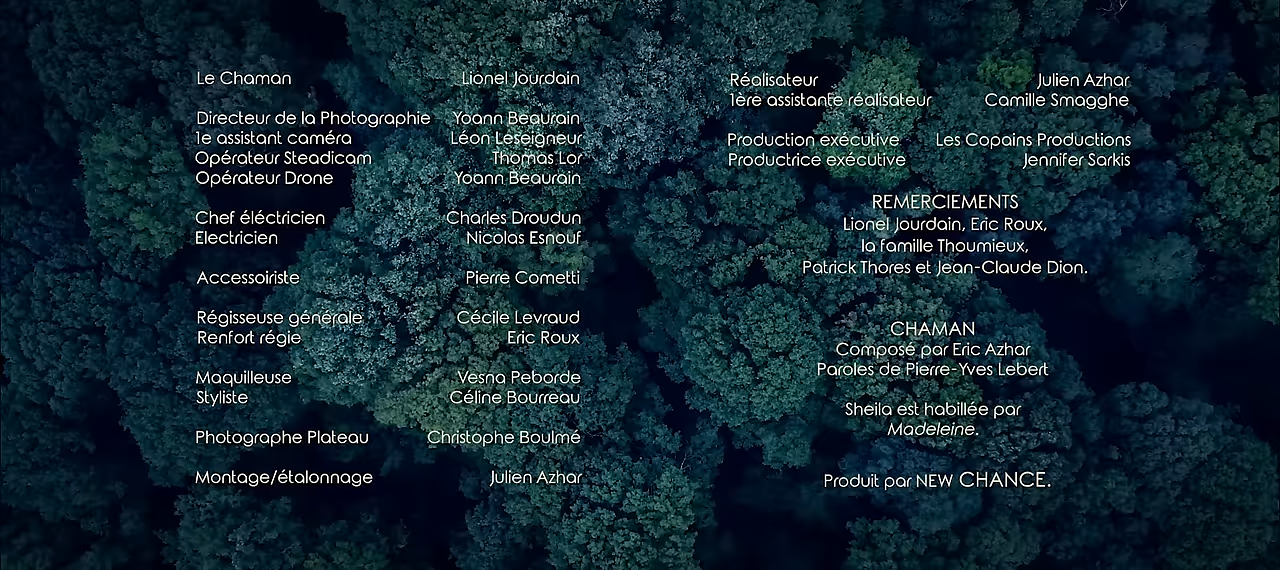 Le Chaman Lionel Jourdain
Directeur de la Photographie Yoann Beaurain
1e assistant caméra Léon Leseigneur
Opérateur Steadicam Thomas Lor
Opérateur Drone Yoann Beaurain
Chef éléctricien Charles Droudun
Electricien Nicolas Esnouf
Accessoiriste Pierre Cometti
Régisseuse générale Cécile Levraud
Renfort régie Eric Roux
Maquilleuse Vesna Peborde
Styliste Céline Bourreau
Photographe Plateau Christophe Boulmé
Montage/étalonnage Julien Azhar
Réalisateur Julien Azhar
1ère assistante réalisateur Camille Smagghe
Production exécutive Les Copains Productions
Productrice exécutive Jennifer Sarkis
REMERCIEMENTS
Lionel Jourdain, Eric Roux,
la famille Thoumieux,
Patrick Thores et Jean-Claude Dion.
CHAMAN
Composé par Eric Azhar
Paroles de Pierre-Yves Lebert
Sheila est habillée par
Madeleine.
Produit par NEW CHANCE.